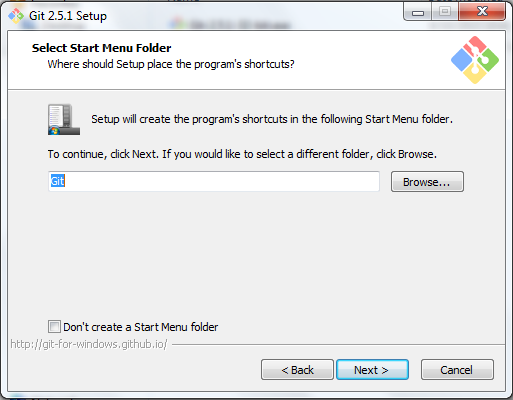 Git 2.5.1 Setup
Select Start Menu Folder
Where should Setup place the program's shortcuts?
Setup will create the program's shortcuts in the following Start Menu folder.
To continue, click Next. If you would like to select a different folder, click Browse.
Git
Browse...
Don't create a Start Menu folder
http://git-for-windows.github.io/
< Back
Next >
Cancel